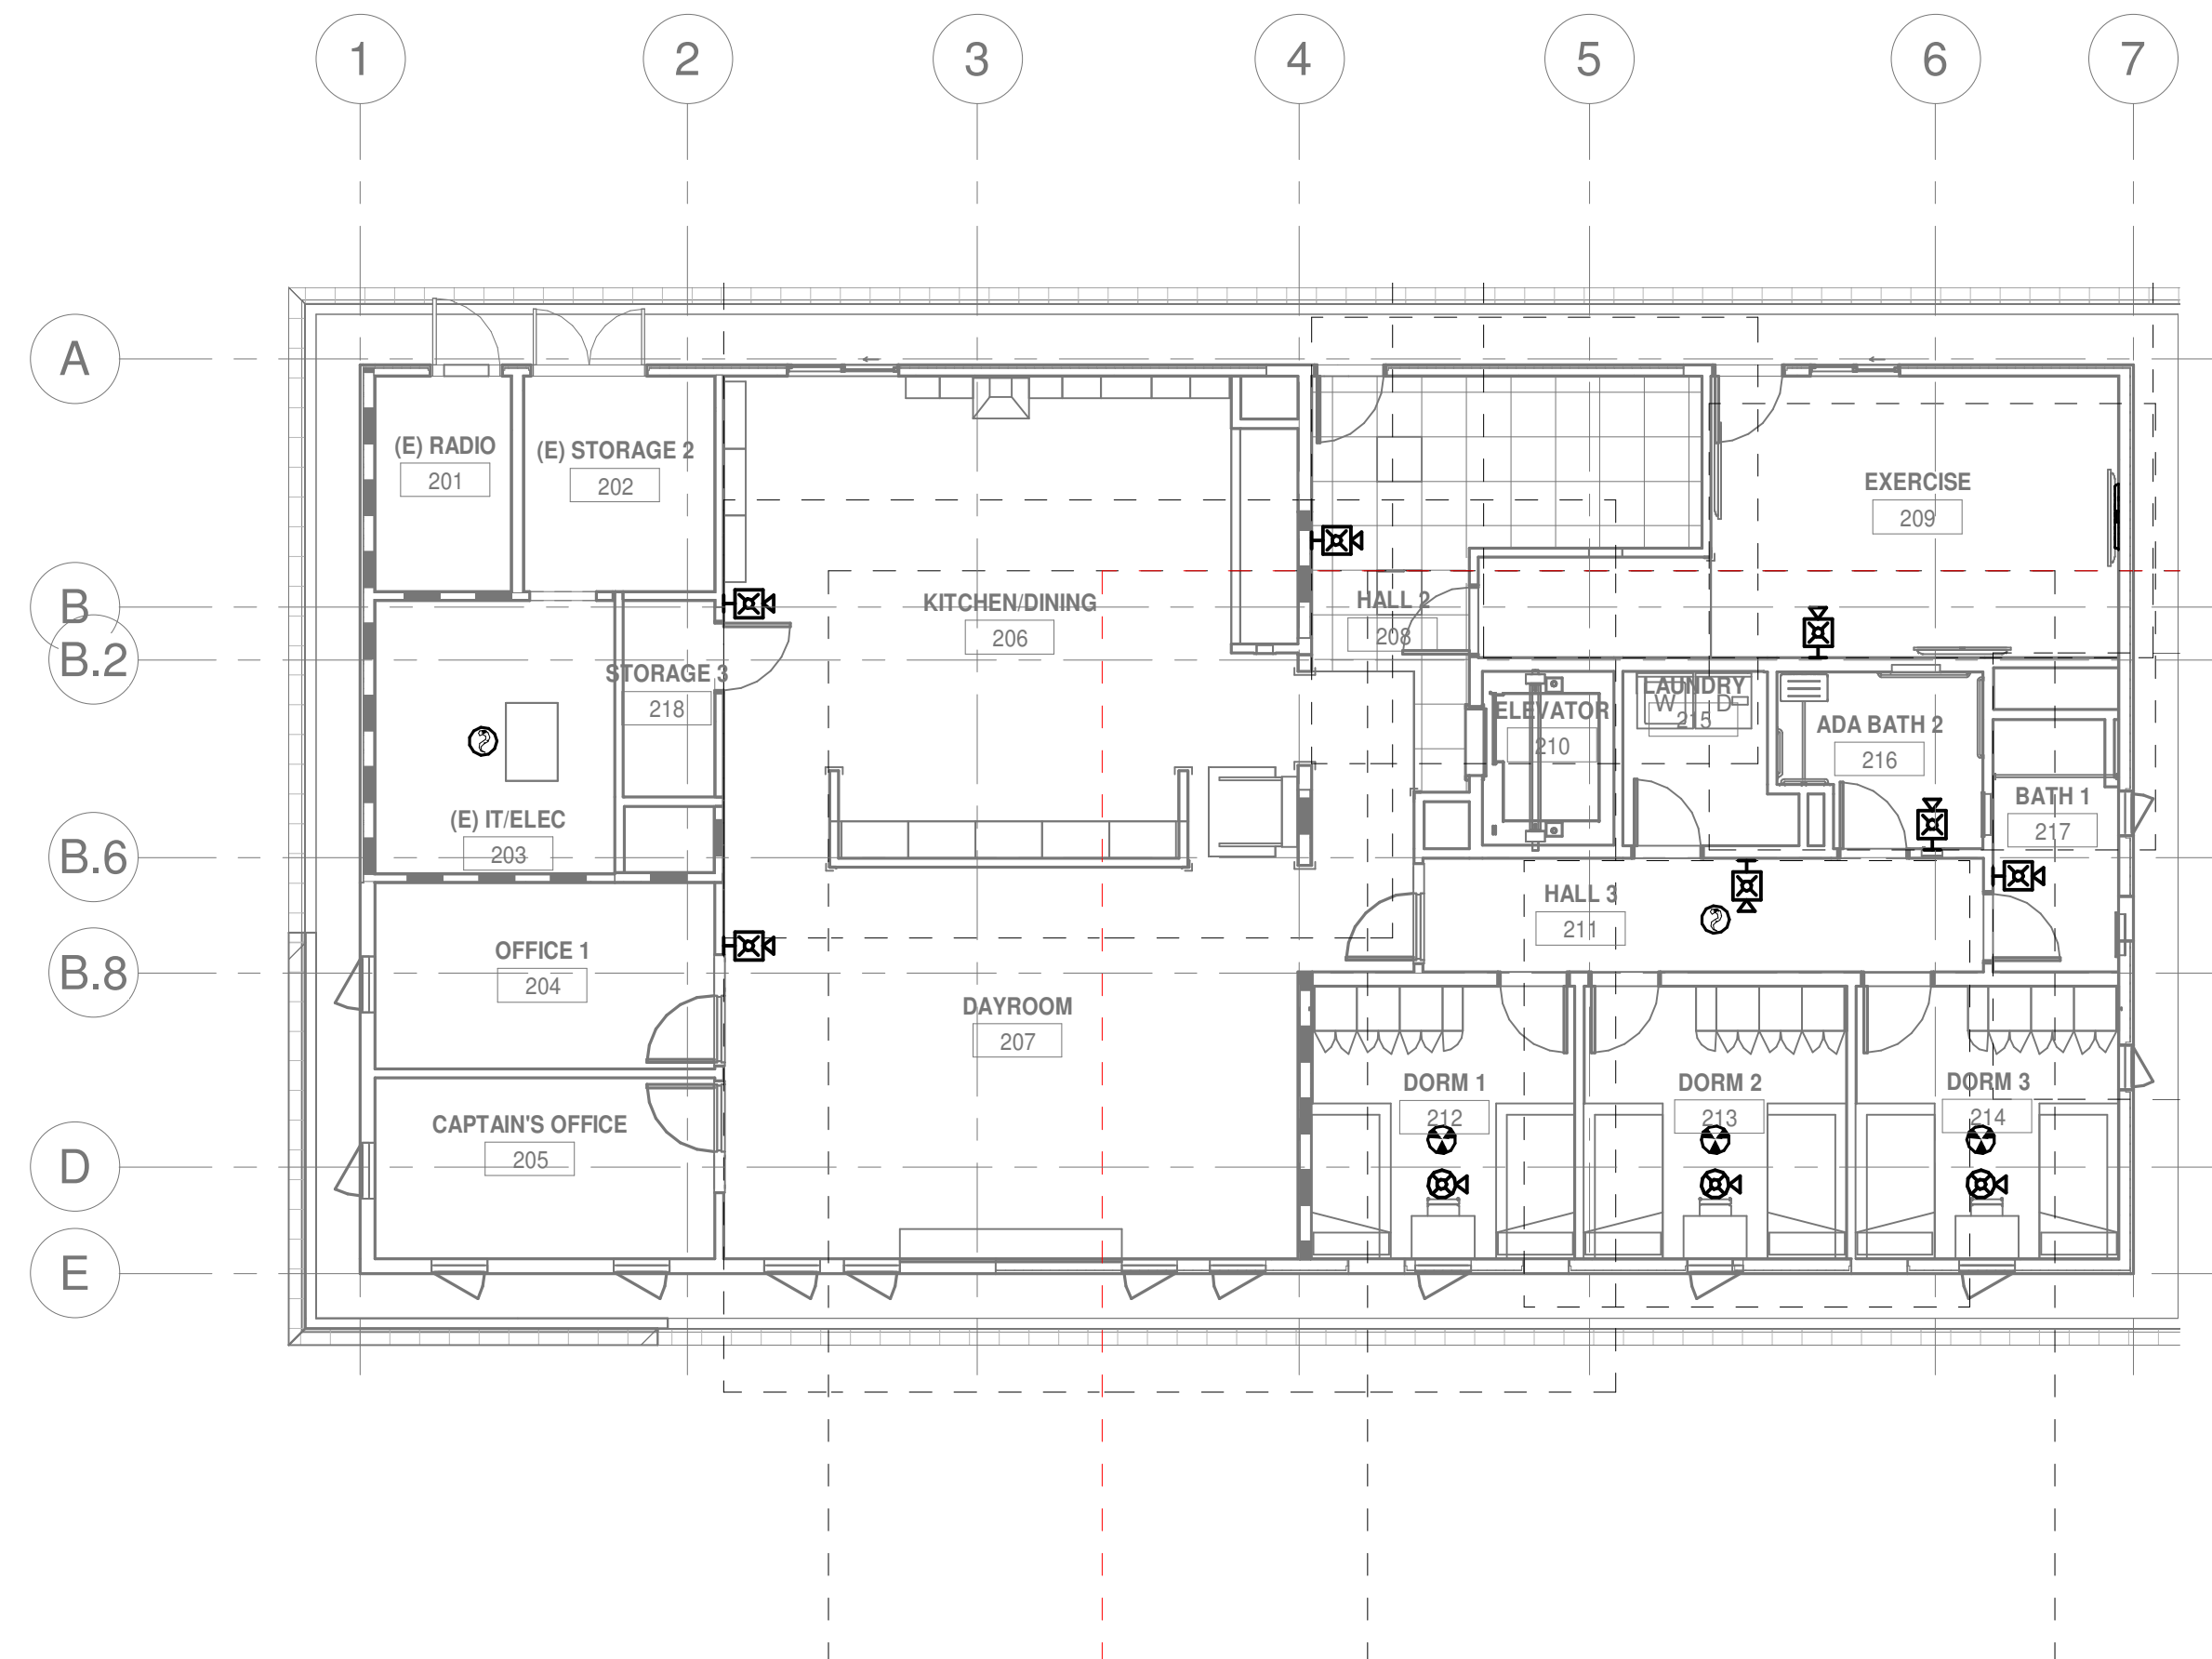 1
2
3
4
5
6
7
A
B
B.2
B.6
B.8
D
E
(E) RADIO
201
(E) STORAGE 2
202
EXERCISE
209
KITCHEN/DINING
206
HALL 2
208
STORAGE 3
218
ELEVATOR
210
LAUNDRY
W D
215
ADA BATH 2
216
BATH 1
217
(E) IT/ELEC
203
HALL 3
211
OFFICE 1
204
DAYROOM
207
CAPTAIN'S OFFICE
205
DORM 1
212
DORM 2
213
DORM 3
214